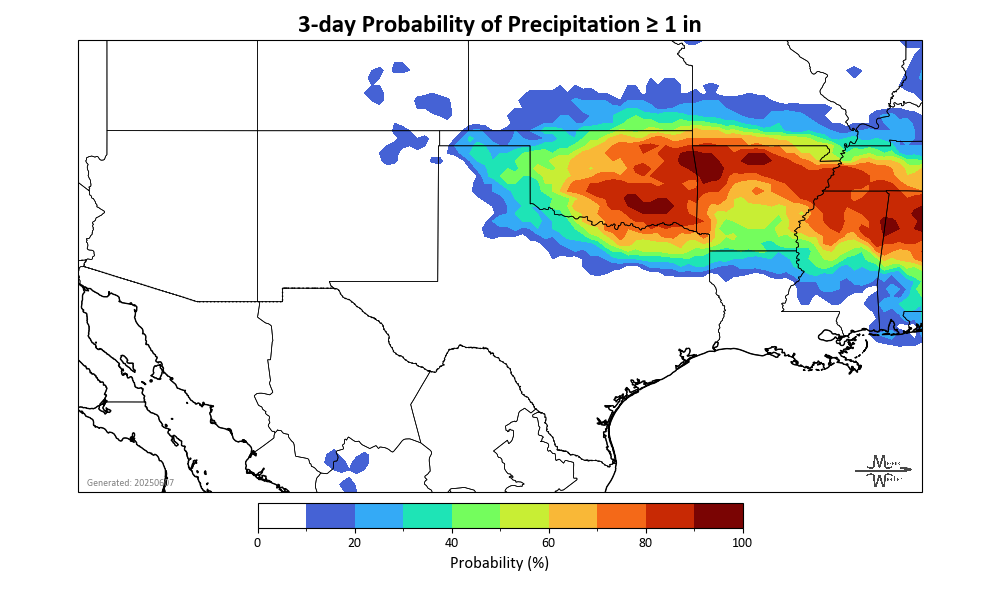 3-day Probability of Precipitation ≥ 1 in
Generated: 20250607
0 20 40 60 80 100
Probability (%)